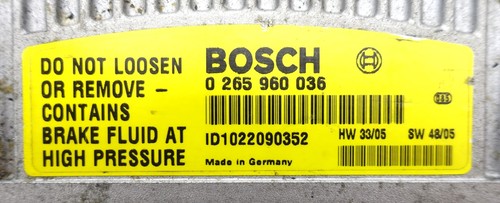 DO NOT LOOSEN
OR REMOVE -
CONTAINS
BRAKE FLUID AT
HIGH PRESSURE
BOSCH
0 265 960 036
ID1022090352
HW 33/05 SW 48/05
Made in Germany